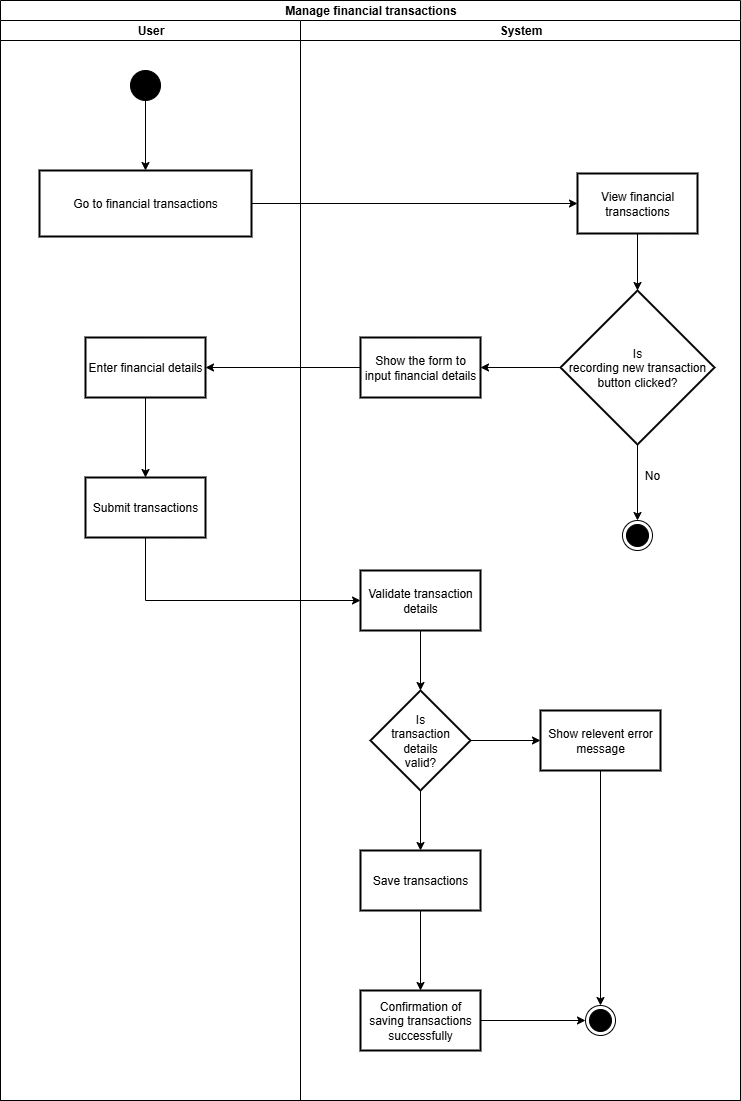 Manage financial transactions
User
System
Go to financial transactions
View financial
transactions
Is
recording new transaction
button clicked?
Show the form to
input financial details
Enter financial details
No
Submit transactions
Validate transaction
details
Is
transaction
details
valid?
Show relevent error
message
Save transactions
Confirmation of
saving transactions
successfully